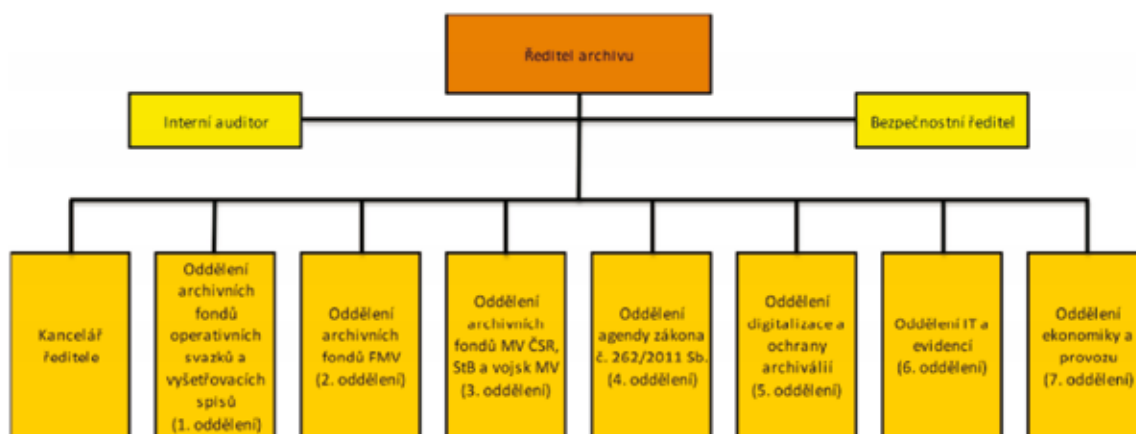 Ředitel archivu
Interní auditor
Bezpečnostní ředitel
Kancelář
ředitele
Oddělení
archivních
fondů
operativních
svazků a
vyšetřovacích
spisů
(1. oddělení)
Oddělení
archivních
fondů FMV
(2. oddělení)
Oddělení
archivních
fondů MV ČSR,
StB a vojsk MV
(3. oddělení)
Oddělení
agendy zákona
č. 262/2011 Sb.
(4. oddělení)
Oddělení
digitalizace a
ochrany
archiválií
(5. oddělení)
Oddělení IT a
evidencí
(6. oddělení)
Oddělení
ekonomiky a
provozu
(7. oddělení)